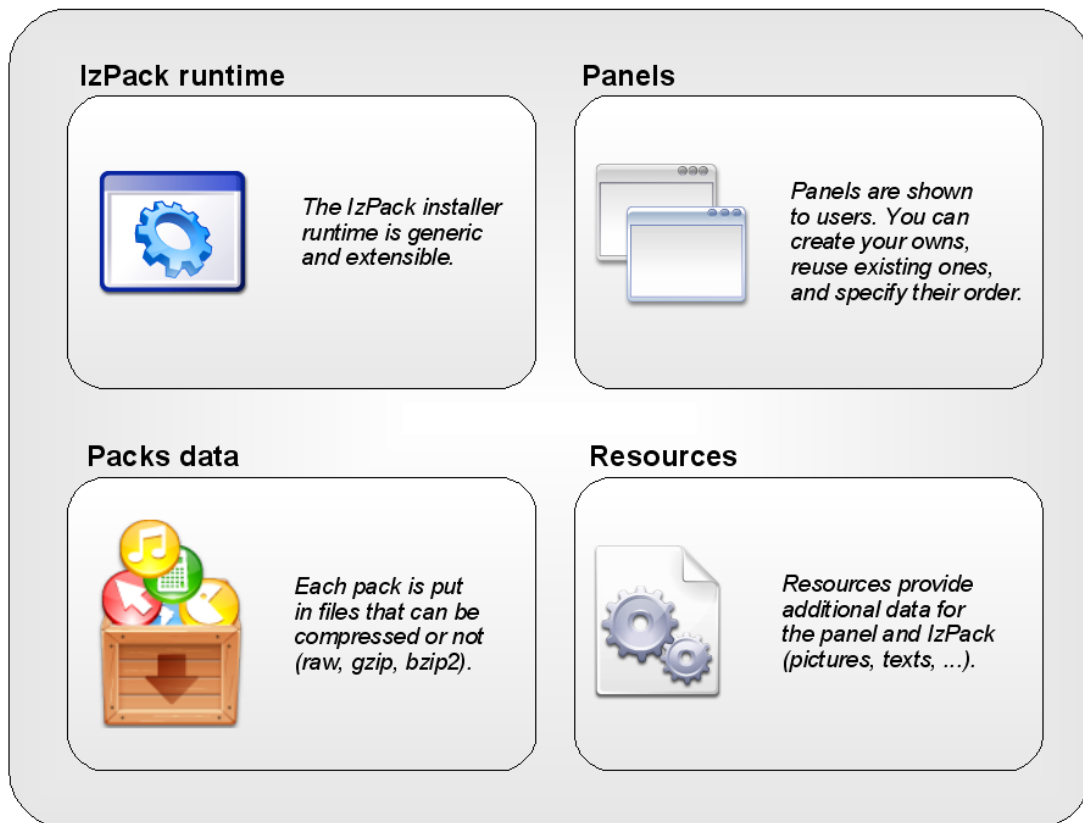 IzPack runtime
The IzPack installer
runtime is generic
and extensible.
Panels
Panels are shown
to users. You can
create your owns,
reuse existing ones,
and specify their order.
Packs data
Each pack is put
in files that can be
compressed or not
(raw, gzip, bzip2).
Resources
Resources provide
additional data for
the panel and IzPack
(pictures, texts, ...).